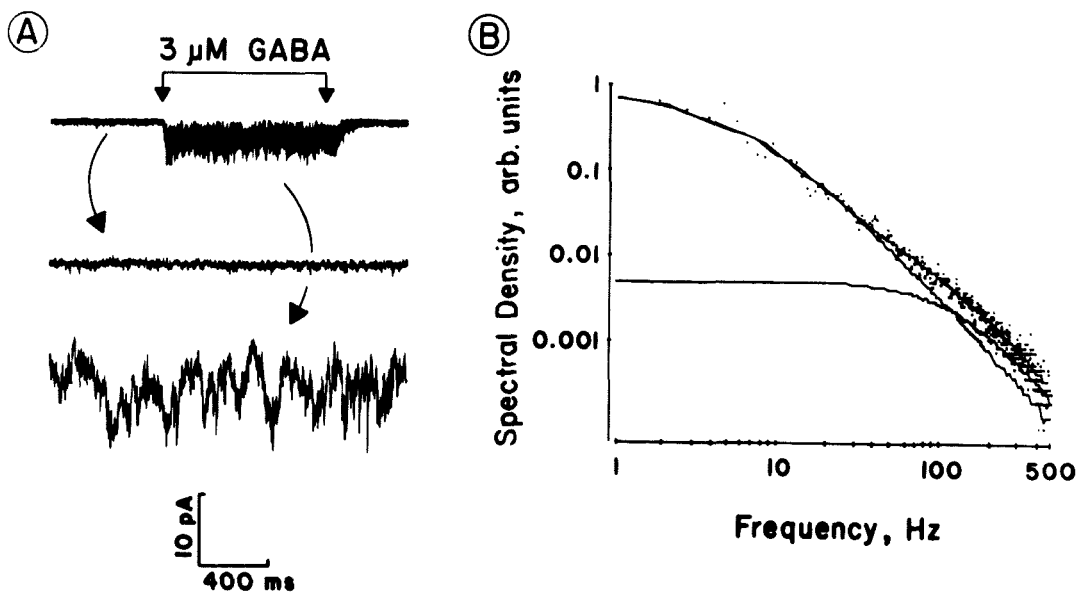 A
3 μM GABA
10 pA
400 ms
B
Spectral Density, arb. units
1
0.1
0.01
0.001
1 10 100 500
Frequency, Hz